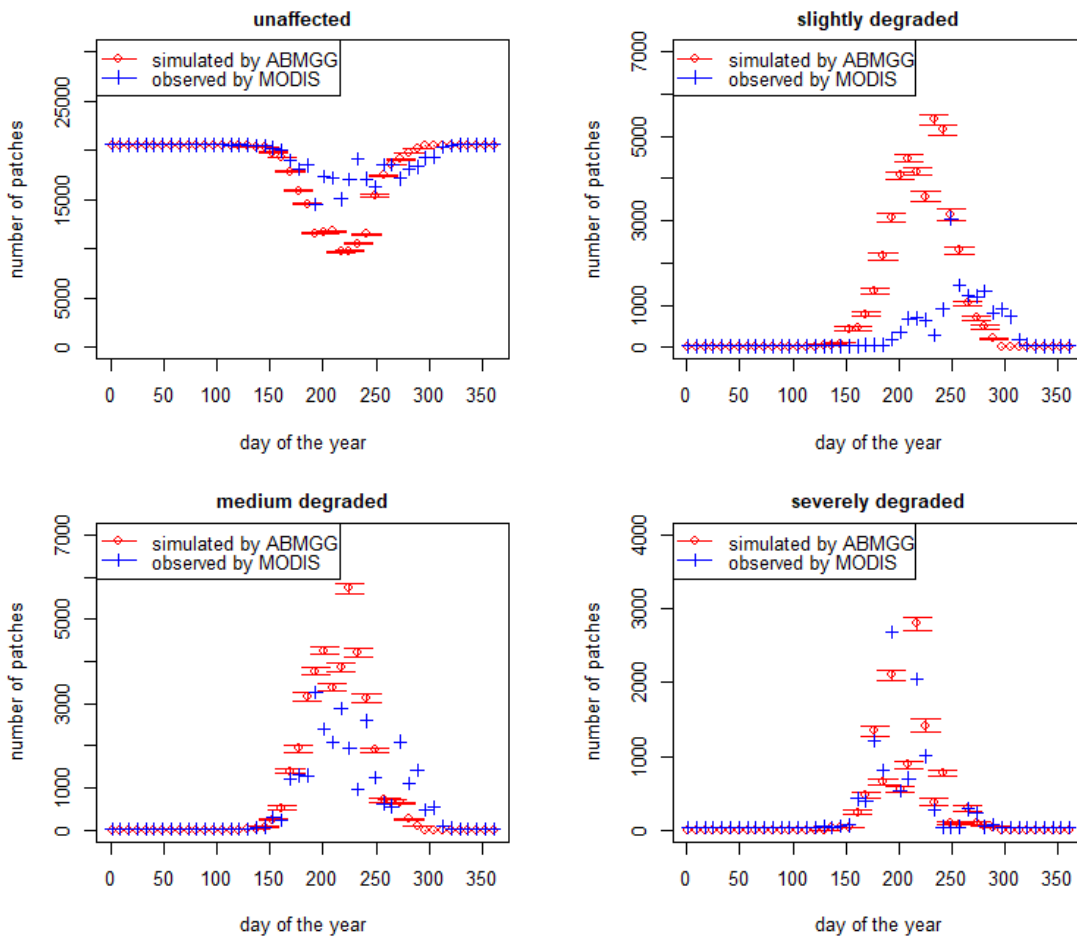 unaffected
simulated by ABMGG
observed by MODIS
number of patches
0 5000 15000 25000
0 50 100 150 200 250 300 350
day of the year
slightly degraded
simulated by ABMGG
observed by MODIS
number of patches
0 1000 3000 5000 7000
0 50 100 150 200 250 300 350
day of the year
medium degraded
simulated by ABMGG
observed by MODIS
number of patches
0 1000 3000 5000 7000
0 50 100 150 200 250 300 350
day of the year
severely degraded
simulated by ABMGG
observed by MODIS
number of patches
0 1000 2000 3000 4000
0 50 100 150 200 250 300 350
day of the year